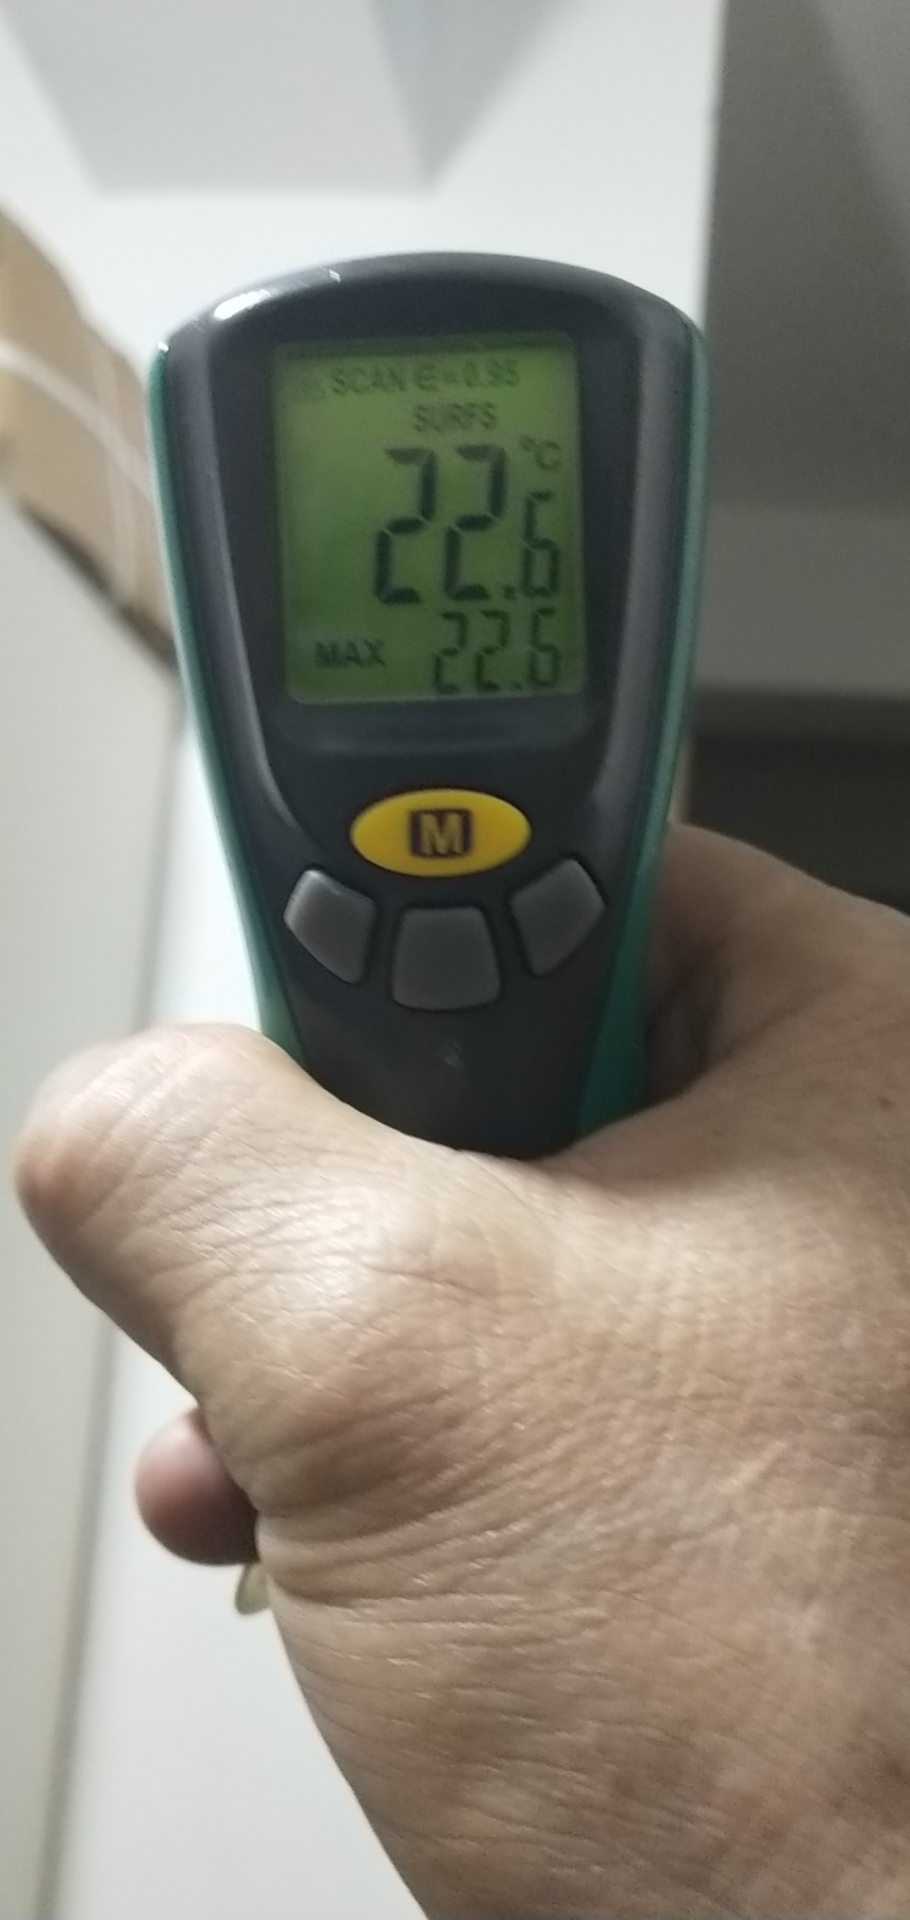 SCAN E=0.95
SURFS
22.6 °C
MAX 22.6
M